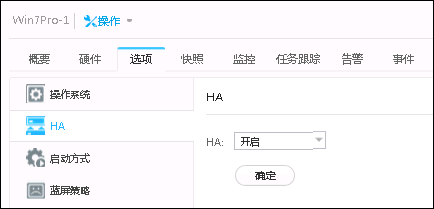 Win7Pro-1 操作
概要 硬件 选项 快照 监控 任务跟踪 告警 事件
操作系统
HA
启动方式
蓝屏策略
HA
HA: 开启
确定